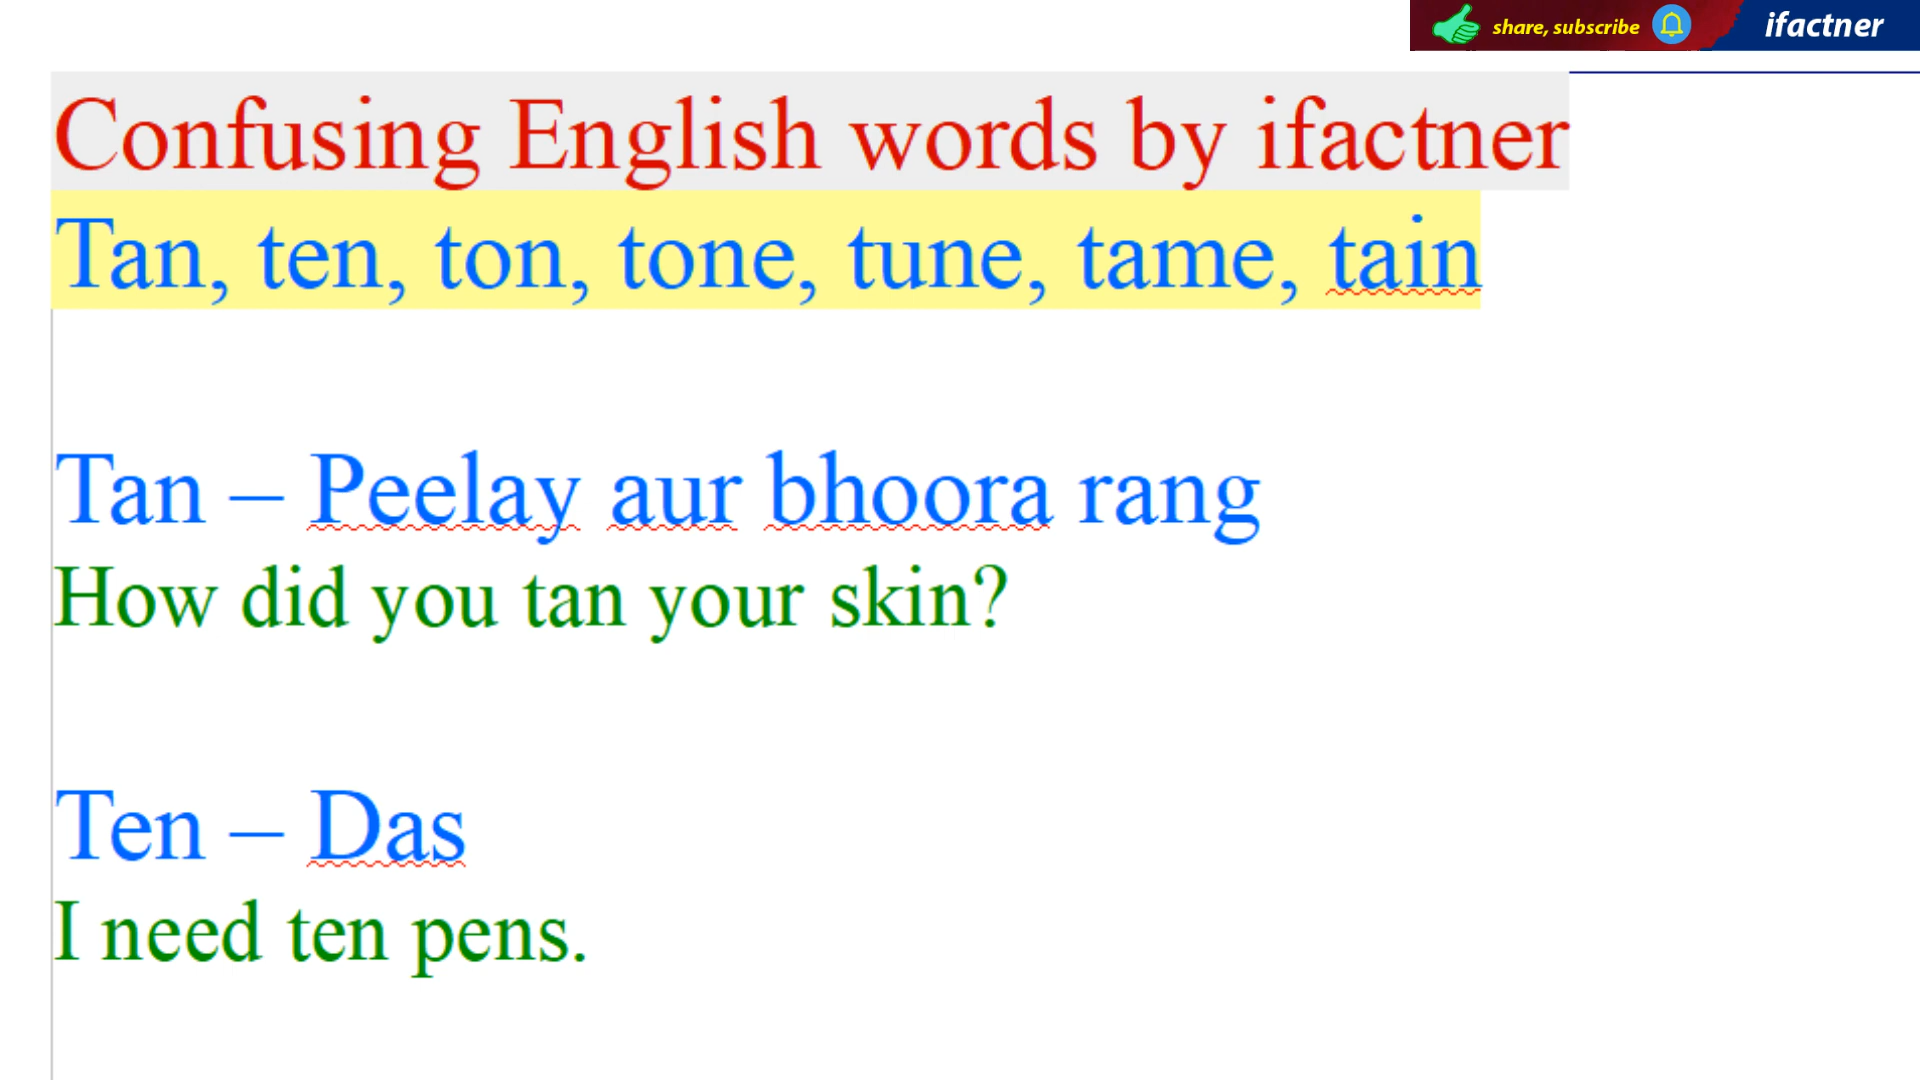 share, subscribe
ifactner
Confusing English words by ifactner
Tan, ten, ton, tone, tune, tame, tain
Tan – Peelay aur bhoora rang
How did you tan your skin?
Ten – Das
I need ten pens.